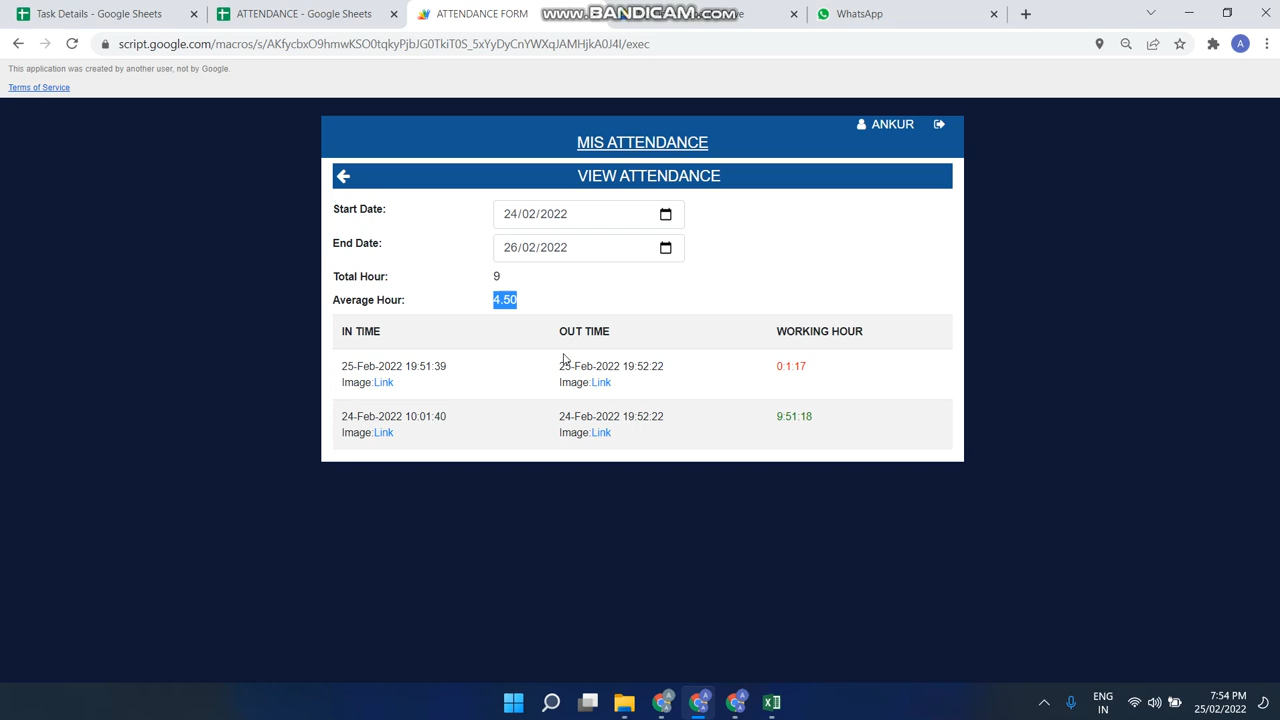 Task Details - Google Sheets
ATTENDANCE - Google Sheets
ATTENDANCE FORM
www.BANDICAM.com
WhatsApp
script.google.com/macros/s/AKfycbxO9hmwKSO0tqkyPjbJG0TkiT0S_5xYyDyCnYWXqJAMHjkA0J4I/exec
A
This application was created by another user, not by Google.
Terms of Service
ANKUR
MIS ATTENDANCE
VIEW ATTENDANCE
Start Date: 24/02/2022
End Date: 26/02/2022
Total Hour: 9
Average Hour: 4.50
IN TIME OUT TIME WORKING HOUR
25-Feb-2022 19:51:39 25-Feb-2022 19:52:22 0:1:17
Image:Link Image:Link
24-Feb-2022 10:01:40 24-Feb-2022 19:52:22 9:51:18
Image:Link Image:Link
ENG 7:54 PM
IN 25/02/2022